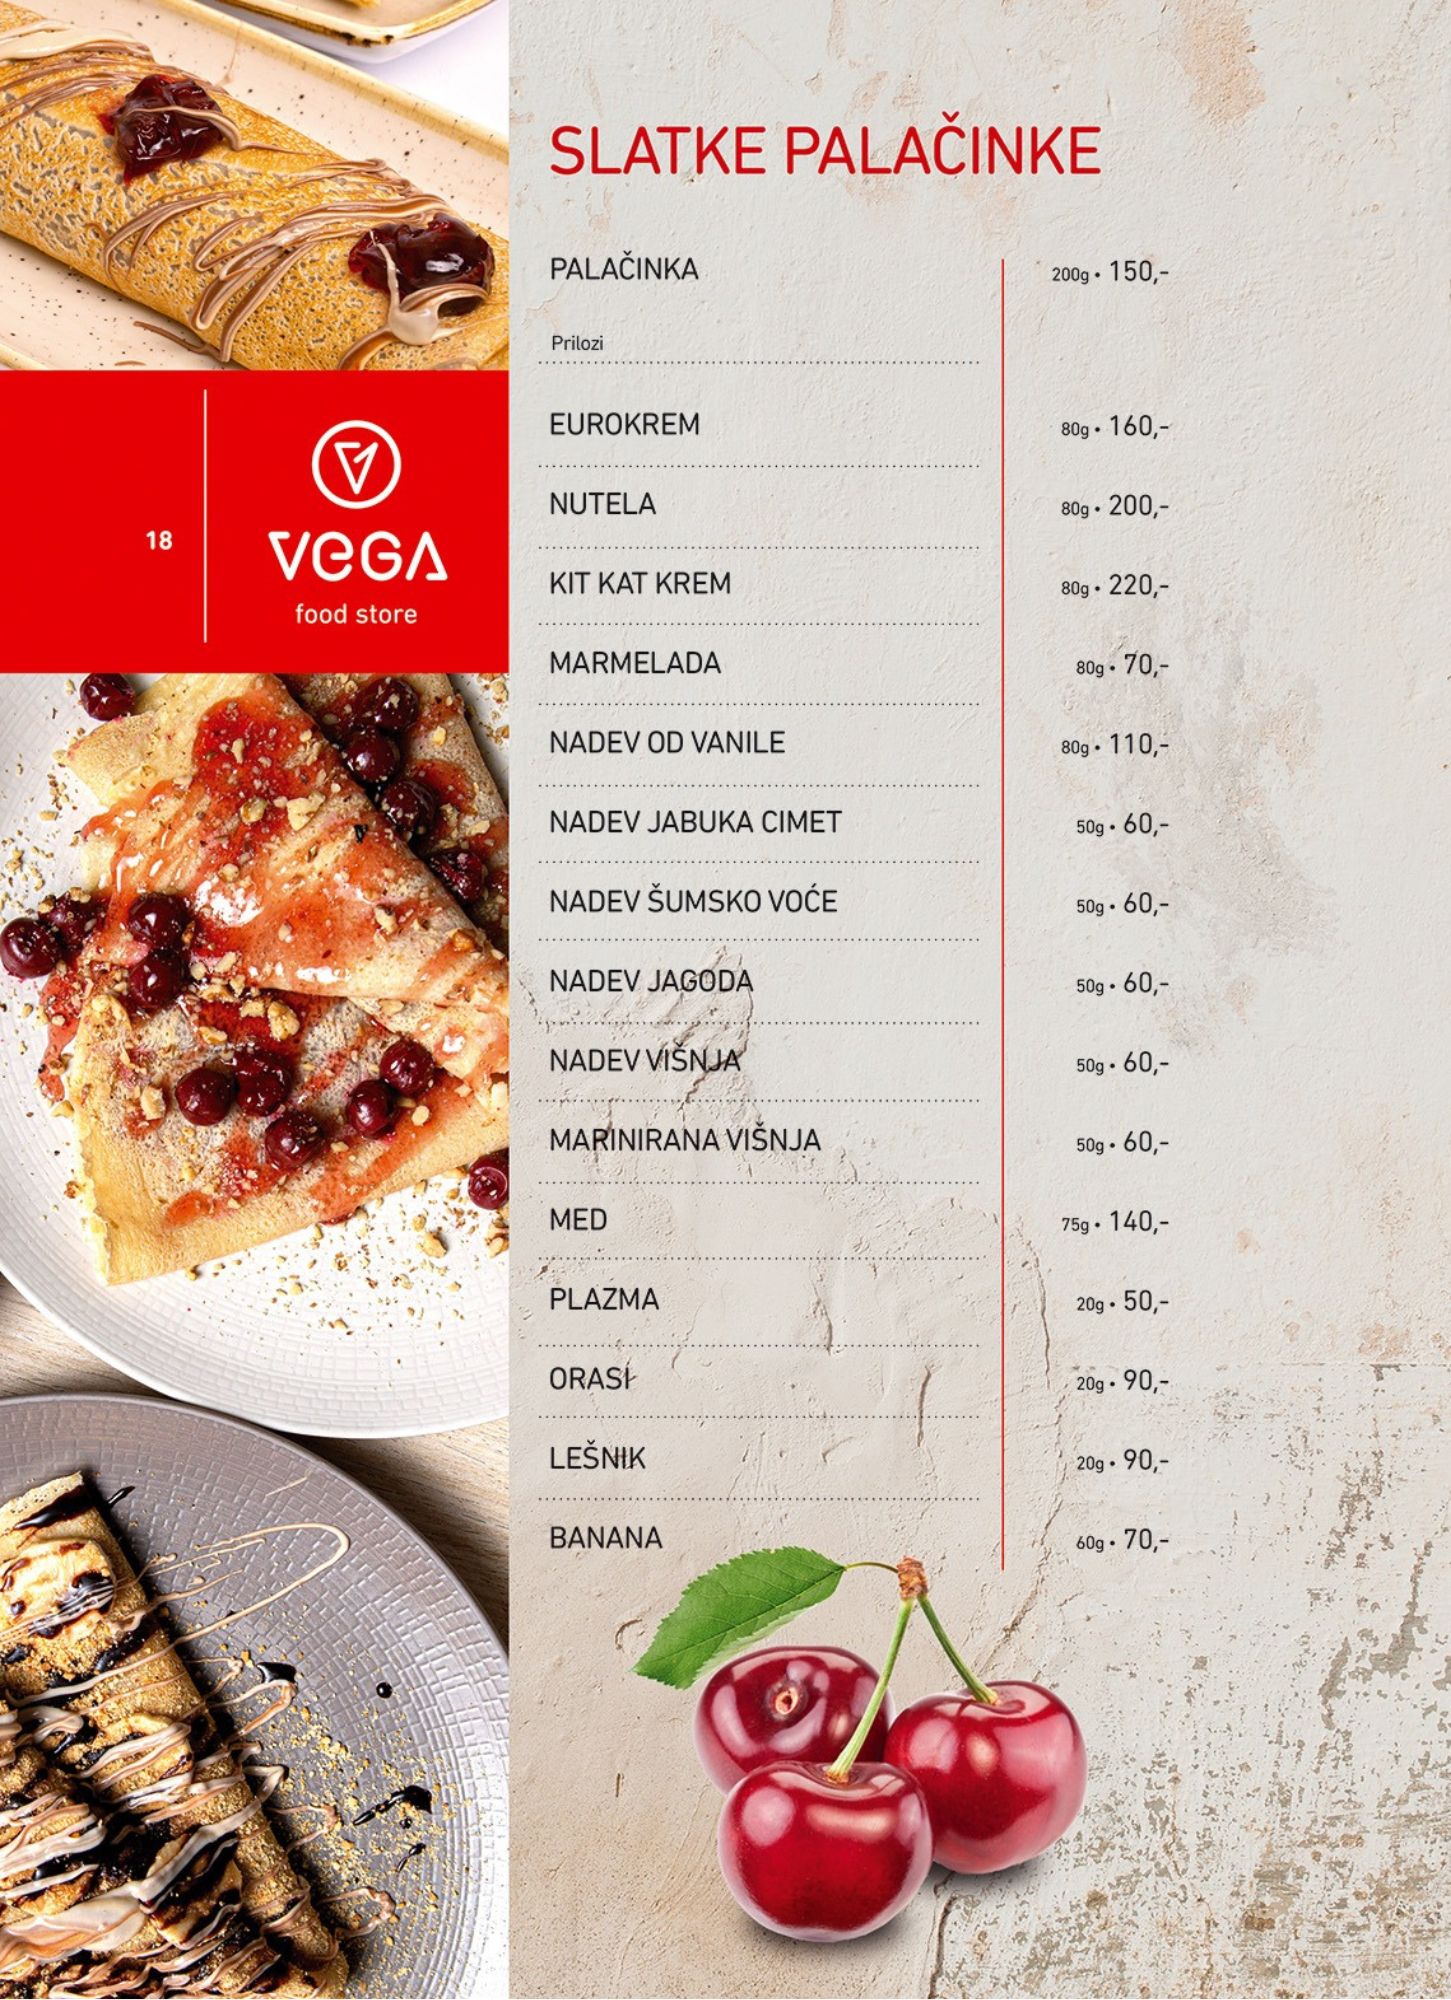 SLATKE PALAČINKE
PALAČINKA 200g • 150,-
Prilozi
EUROKREM 80g • 160,-
NUTELA 80g • 200,-
KIT KAT KREM 80g • 220,-
MARMELADA 80g • 70,-
NADEV OD VANILE 80g • 110,-
NADEV JABUKA CIMET 50g • 60,-
NADEV ŠUMSKO VOĆE 50g • 60,-
NADEV JAGODA 50g • 60,-
NADEV VIŠNJA 50g • 60,-
MARINIRANA VIŠNJA 50g • 60,-
MED 75g • 140,-
PLAZMA 20g • 50,-
ORASI 20g • 90,-
LEŠNIK 20g • 90,-
BANANA 60g • 70,-
18
VEGA
food store